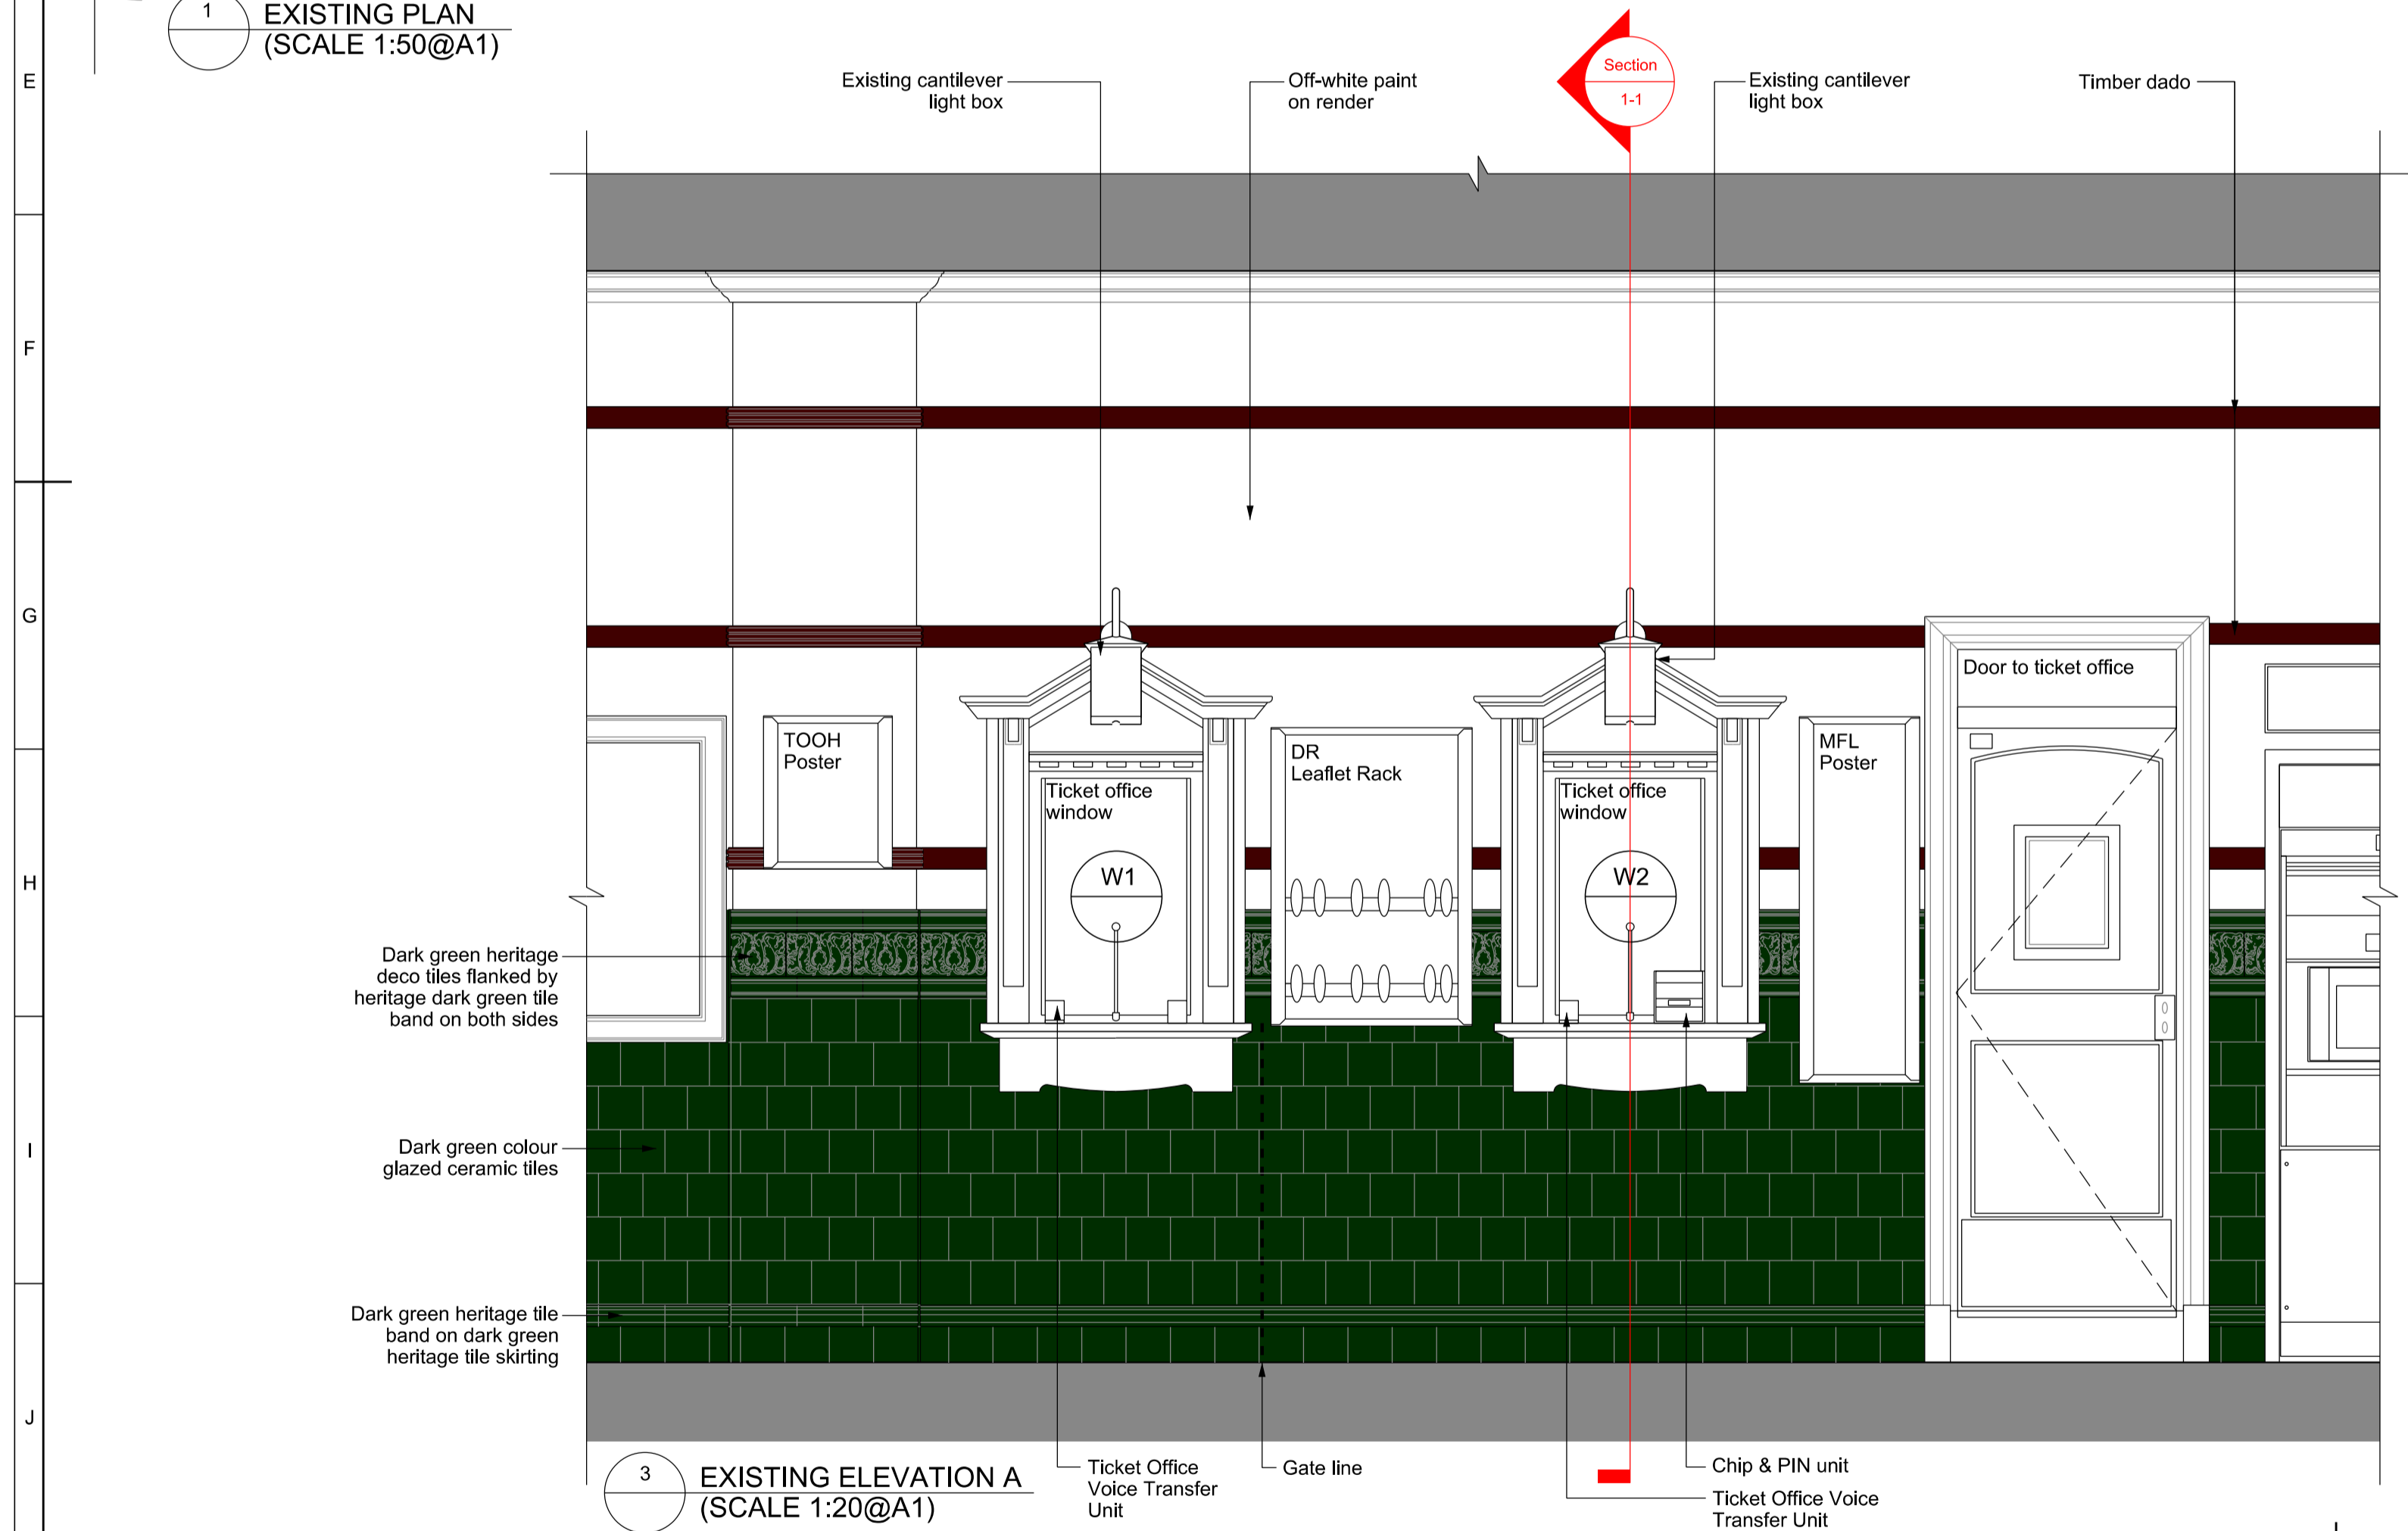 1
EXISTING PLAN
(SCALE 1:50@A1)
E
F
G
H
I
J
Existing cantilever
light box
Off-white paint
on render
Section
1-1
Existing cantilever
light box
Timber dado
Door to ticket office
TOOH
Poster
Ticket office
window
W1
DR
Leaflet Rack
Ticket office
window
W2
MFL
Poster
Dark green heritage
deco tiles flanked by
heritage dark green tile
band on both sides
Dark green colour
glazed ceramic tiles
Dark green heritage tile
band on dark green
heritage tile skirting
3
EXISTING ELEVATION A
(SCALE 1:20@A1)
Ticket Office
Voice Transfer
Unit
Gate line
Chip & PIN unit
Ticket Office Voice
Transfer Unit